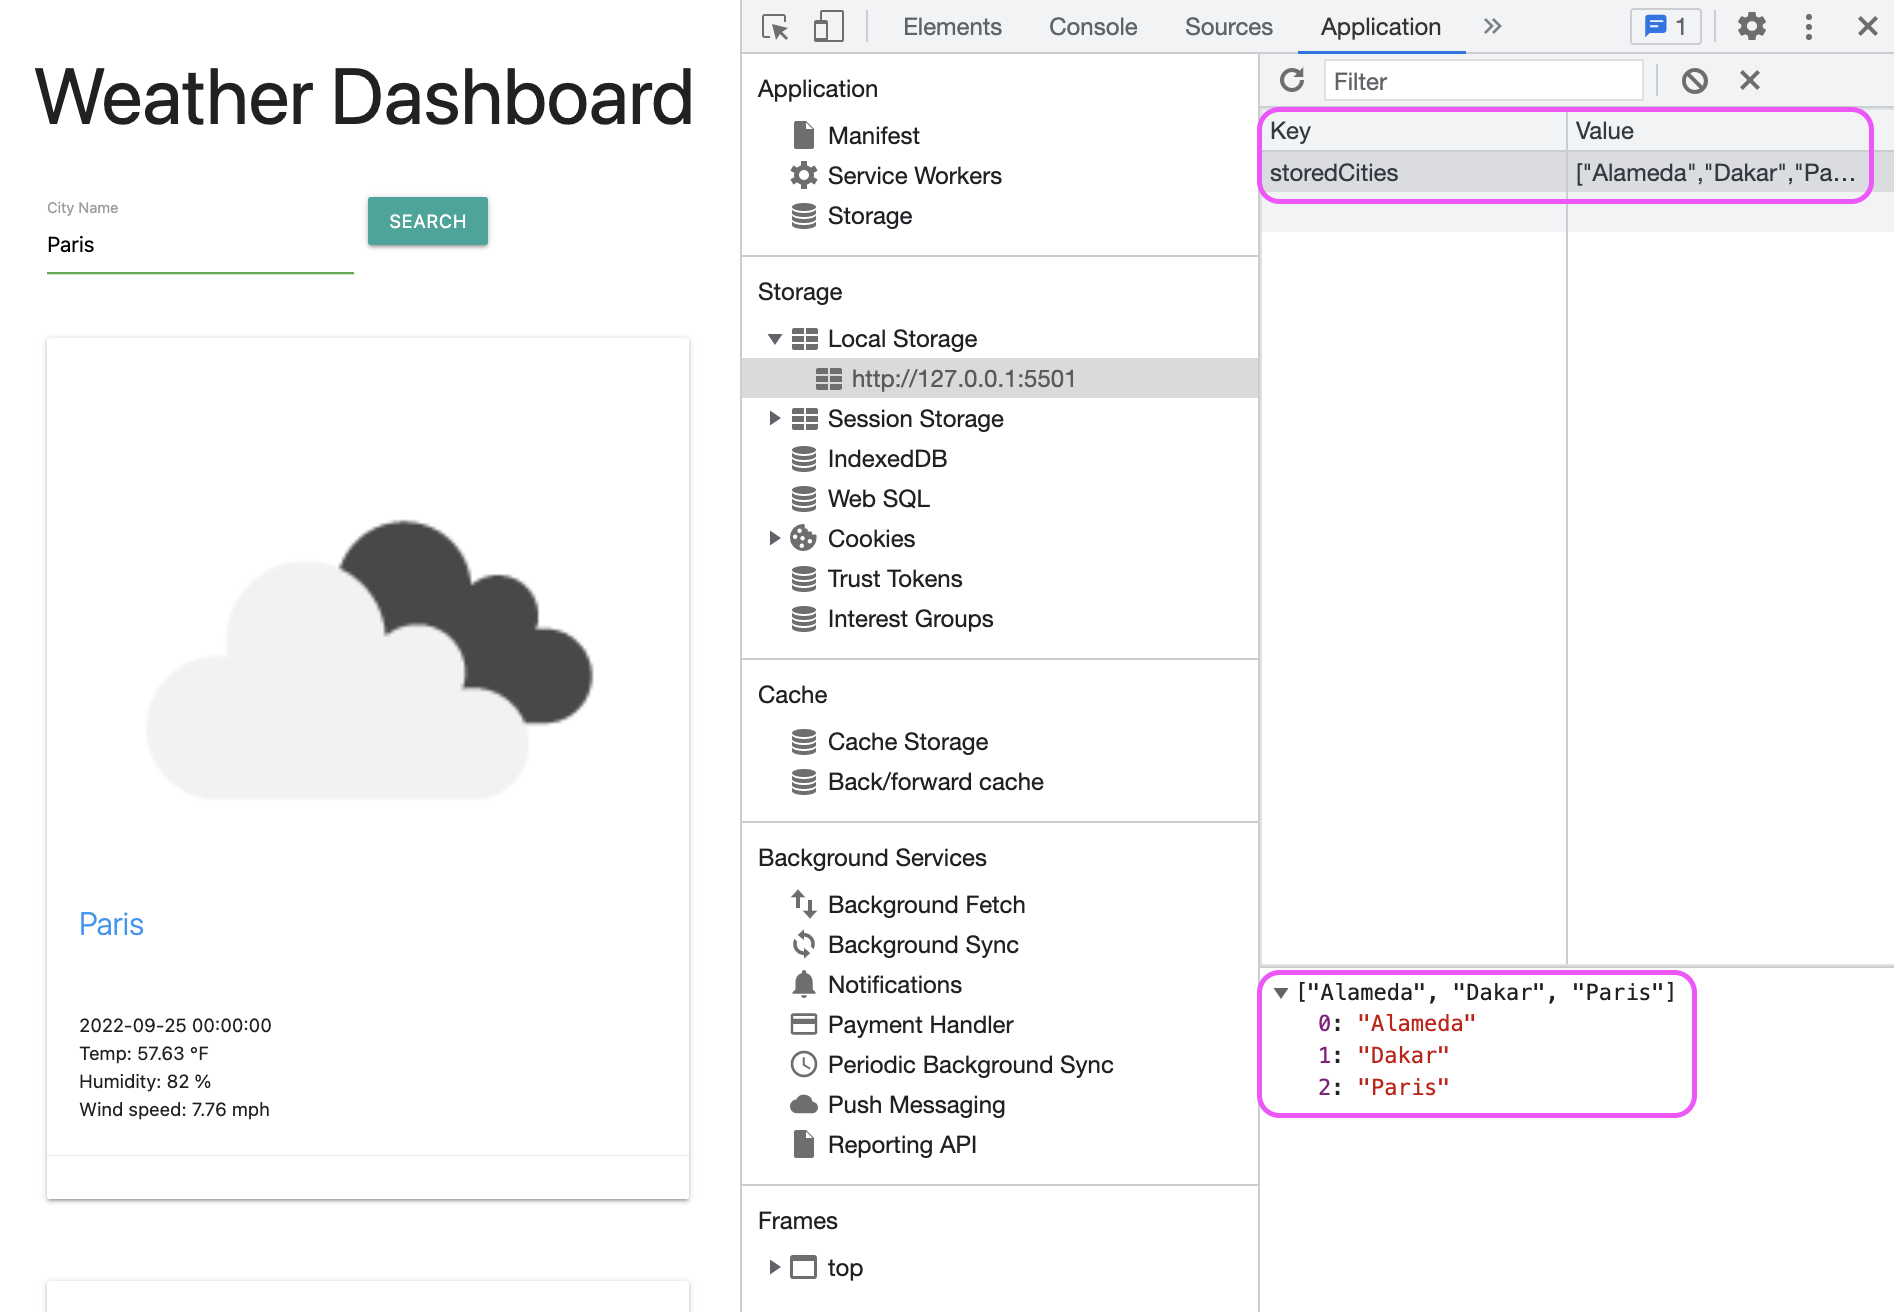 Weather Dashboard
City Name
Paris
SEARCH
Paris
2022-09-25 00:00:00
Temp: 57.63 °F
Humidity: 82 %
Wind speed: 7.76 mph
Elements Console Sources Application 1
Application
Manifest
Service Workers
Storage
Storage
Local Storage
http://127.0.0.1:5501
Session Storage
IndexedDB
Web SQL
Cookies
Trust Tokens
Interest Groups
Cache
Cache Storage
Back/forward cache
Background Services
Background Fetch
Background Sync
Notifications
Payment Handler
Periodic Background Sync
Push Messaging
Reporting API
Frames
top
Filter
Key Value
storedCities ["Alameda","Dakar","Pa…
["Alameda", "Dakar", "Paris"]
0: "Alameda"
1: "Dakar"
2: "Paris"